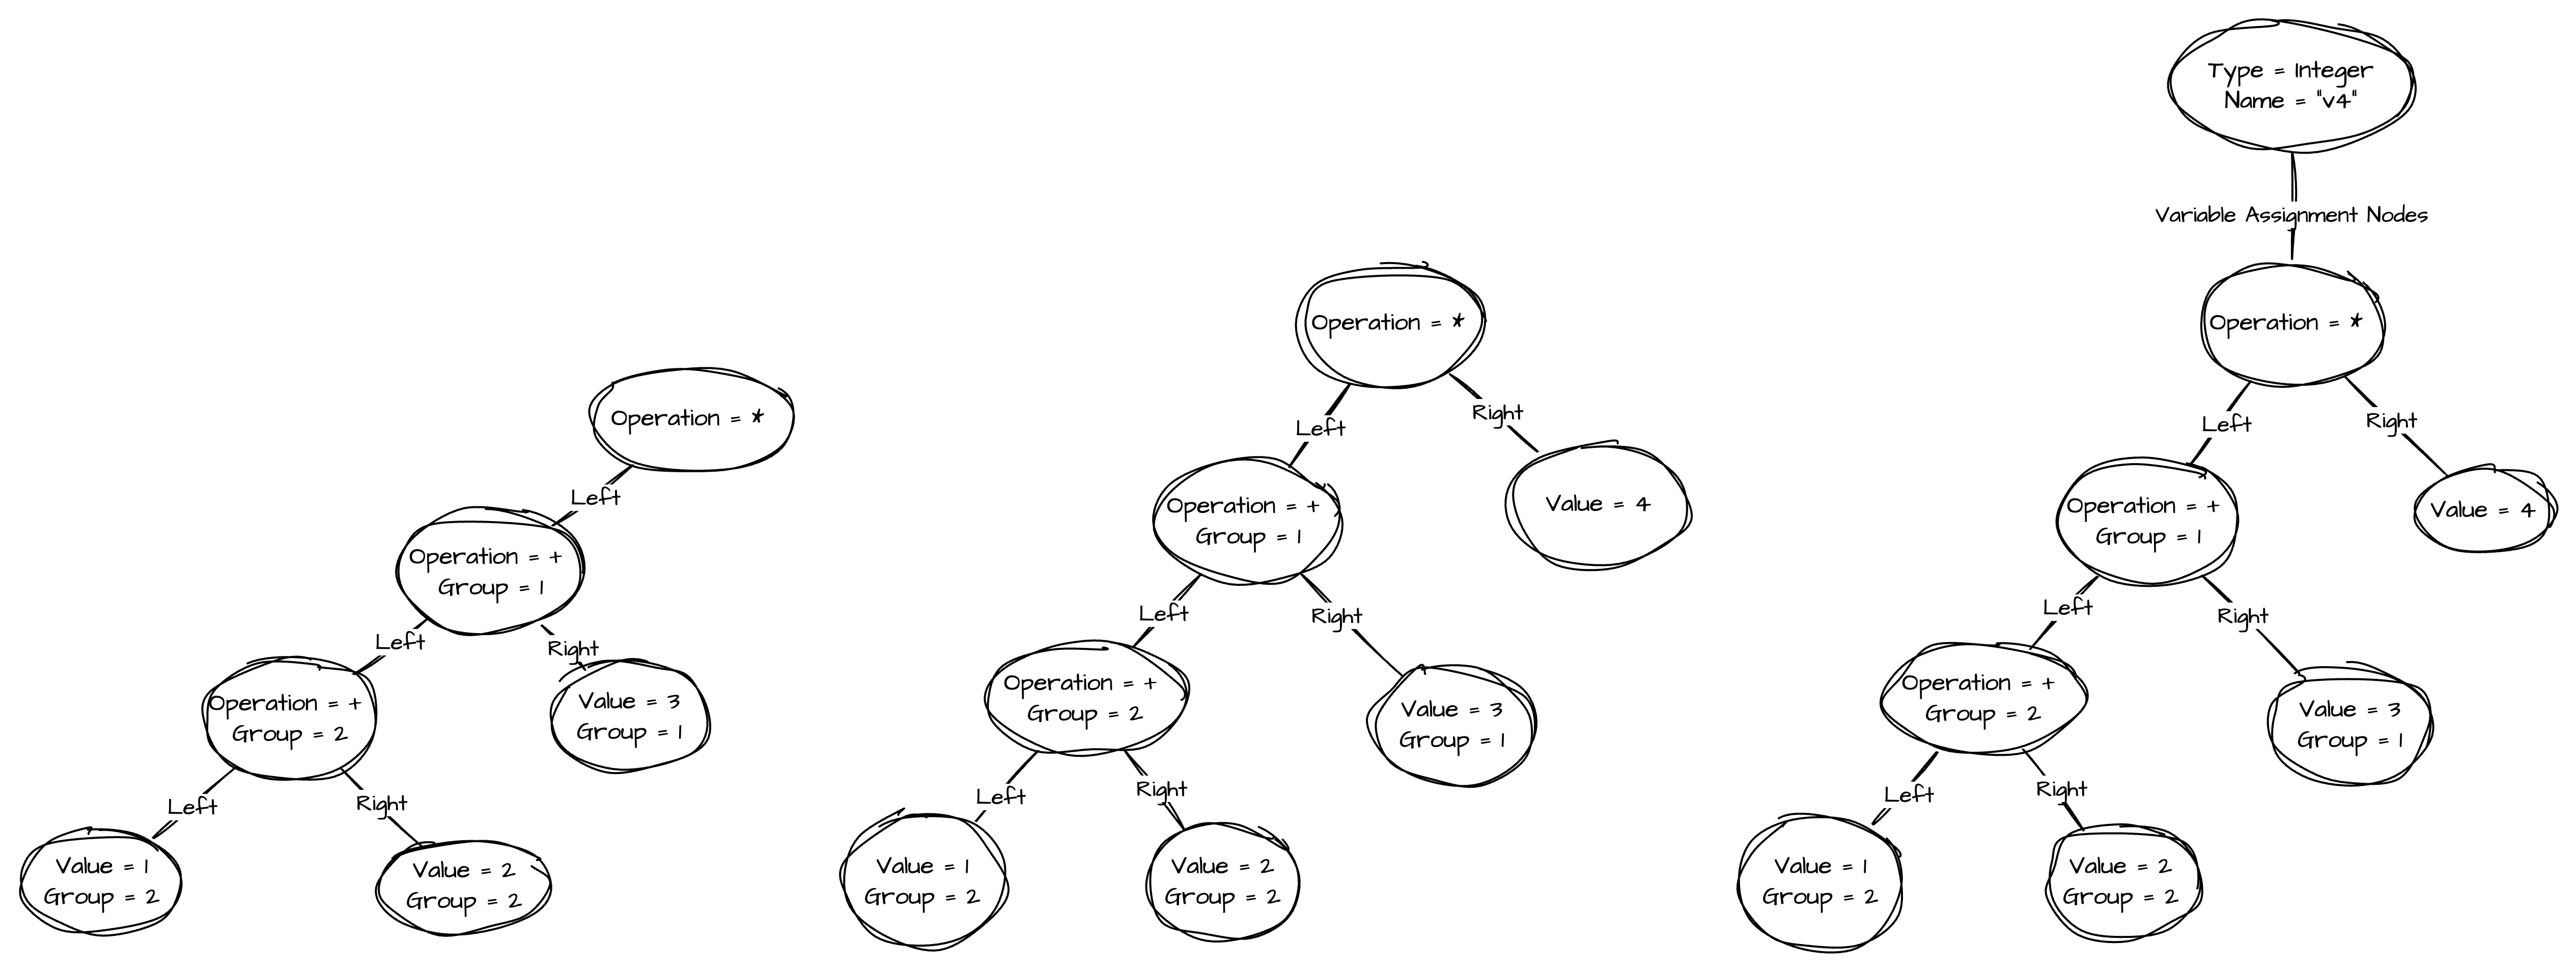 Operation = *
Left
Operation = +
Group = 1
Left
Right
Operation = +
Group = 2
Value = 3
Group = 1
Left
Right
Value = 1
Group = 2
Value = 2
Group = 2
Operation = *
Left
Right
Operation = +
Group = 1
Value = 4
Left
Right
Operation = +
Group = 2
Value = 3
Group = 1
Left
Right
Value = 1
Group = 2
Value = 2
Group = 2
Type = Integer
Name = "v4"
Variable Assignment Nodes
Operation = *
Left
Right
Operation = +
Group = 1
Value = 4
Left
Right
Operation = +
Group = 2
Value = 3
Group = 1
Left
Right
Value = 1
Group = 2
Value = 2
Group = 2